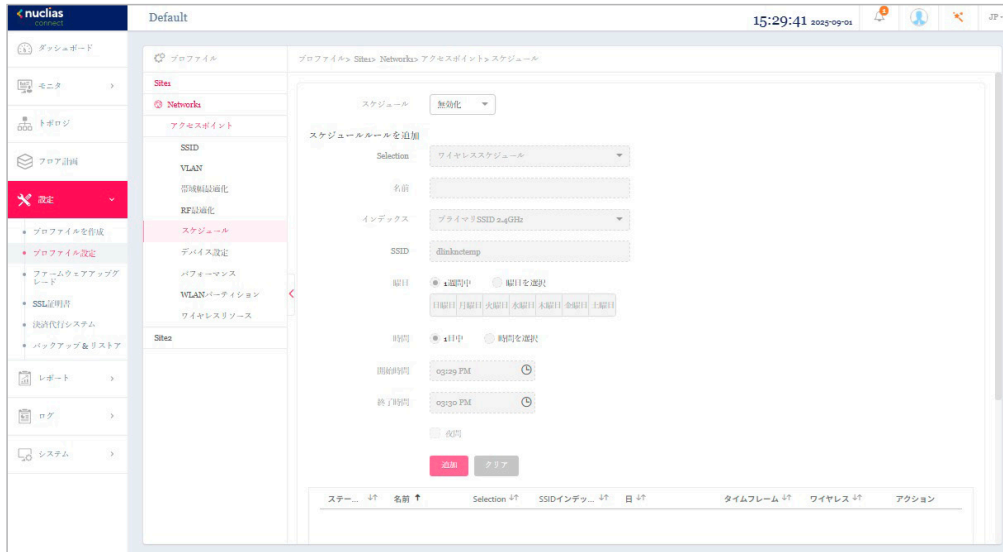 nuclias
connect
Default
15:29:41 2025-09-01
JP
ダッシュボード
モニタ
トポロジ
フロア計画
設定
プロファイルを作成
プロファイル設定
ファームウェアアップグレード
SSL証明書
決済代行システム
バックアップ & リストア
レポート
ログ
システム
プロファイル
Site1
Network1
アクセスポイント
SSID
VLAN
帯域幅最適化
RF最適化
スケジュール
デバイス設定
パフォーマンス
WLANパーティション
ワイヤレスリソース
Site2
プロファイル> Site1> Network1> アクセスポイント> スケジュール
スケジュール 無効化
スケジュールルールを追加
Selection ワイヤレススケジュール
名前
インデックス プライマリSSID 2.4GHz
SSID dlinknctemp
曜日 1週間中 曜日を選択
日曜日 月曜日 火曜日 水曜日 木曜日 金曜日 土曜日
時間 1日中 時間を選択
開始時間 03:29 PM
終了時間 03:30 PM
夜間
追加 クリア
ステー... 名前 Selection SSIDインデッ... 日 タイムフレーム ワイヤレス アクション